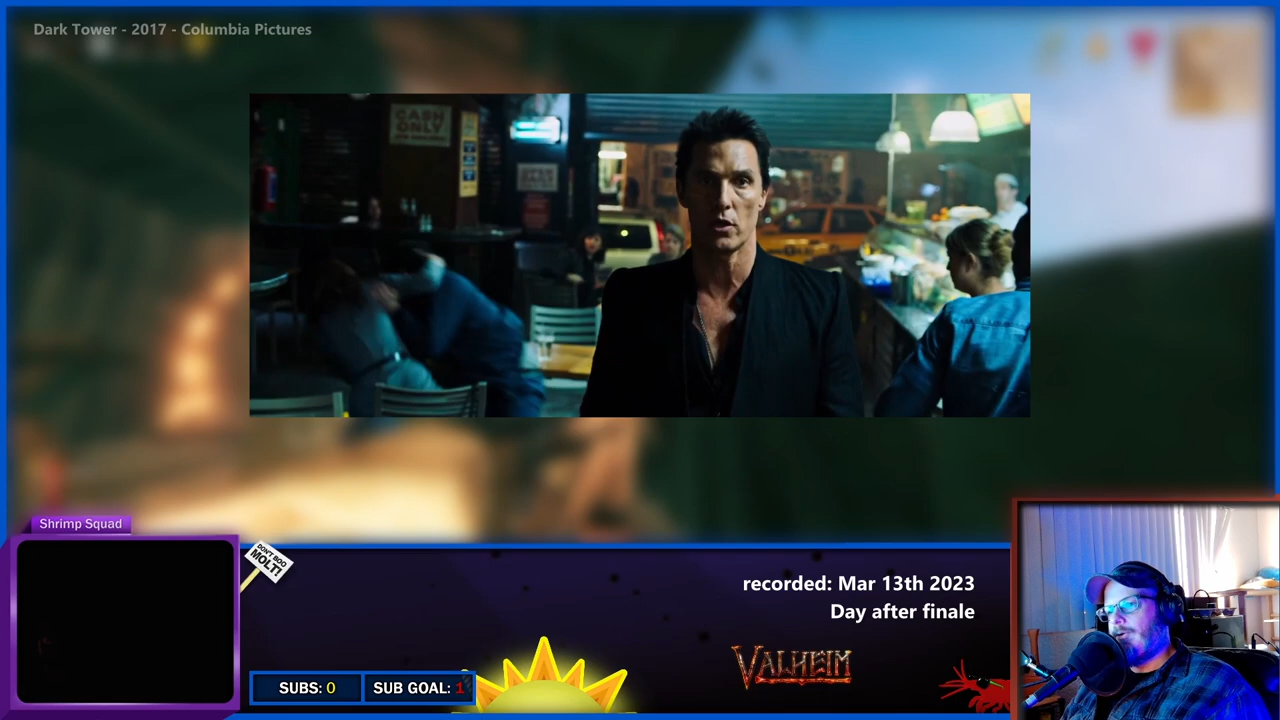 Dark Tower - 2017 - Columbia Pictures
CASH
ONLY
Shrimp Squad
DON'T BOO
MOLT!
recorded: Mar 13th 2023
Day after finale
VALHEIM
SUBS: 0
SUB GOAL: 1